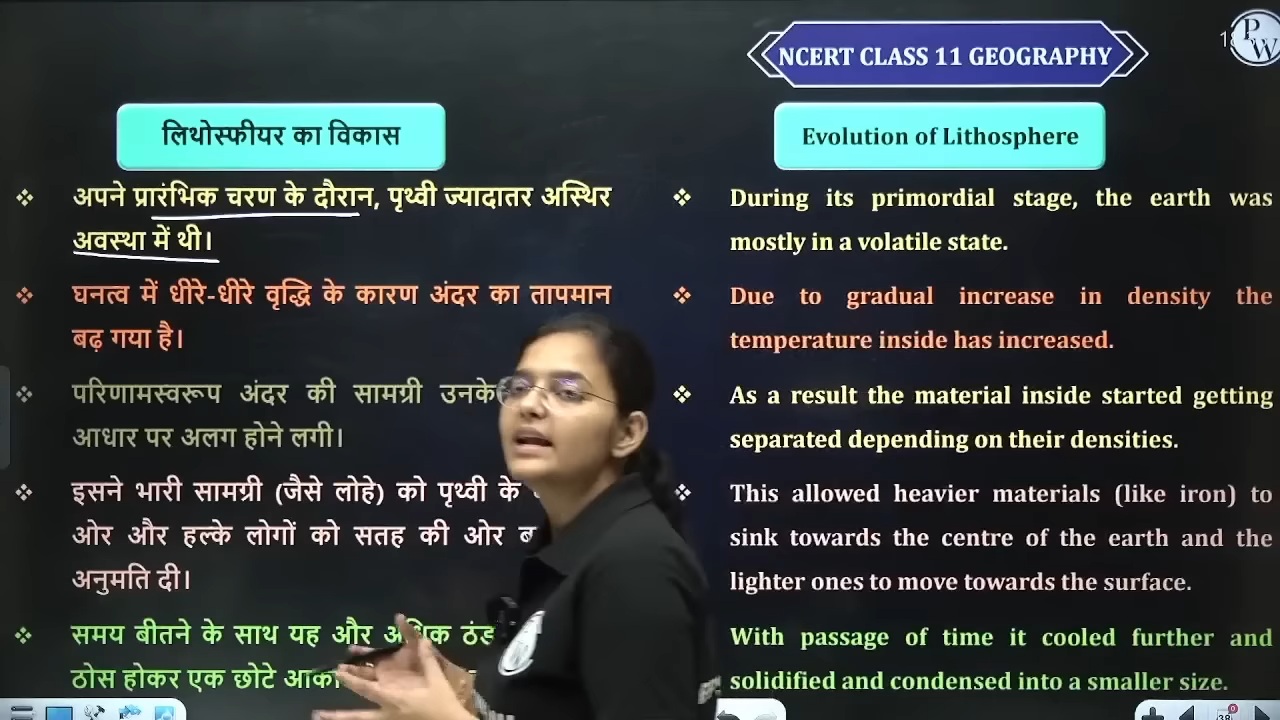 NCERT CLASS 11 GEOGRAPHY
PW
लिथोस्फीयर का विकास
अपने प्रारंभिक चरण के दौरान, पृथ्वी ज्यादातर अस्थिर
अवस्था में थी।
घनत्व में धीरे-धीरे वृद्धि के कारण अंदर का तापमान
बढ़ गया है।
परिणामस्वरूप अंदर की सामग्री उनके
आधार पर अलग होने लगी।
इसने भारी सामग्री (जैसे लोहे) को पृथ्वी के
ओर और हल्के लोगों को सतह की ओर
अनुमति दी।
समय बीतने के साथ यह और अधिक
ठोस होकर एक छोटे
Evolution of Lithosphere
During its primordial stage, the earth was
mostly in a volatile state.
Due to gradual increase in density the
temperature inside has increased.
As a result the material inside started getting
separated depending on their densities.
This allowed heavier materials (like iron) to
sink towards the centre of the earth and the
lighter ones to move towards the surface.
With passage of time it cooled further and
solidified and condensed into a smaller size.
38